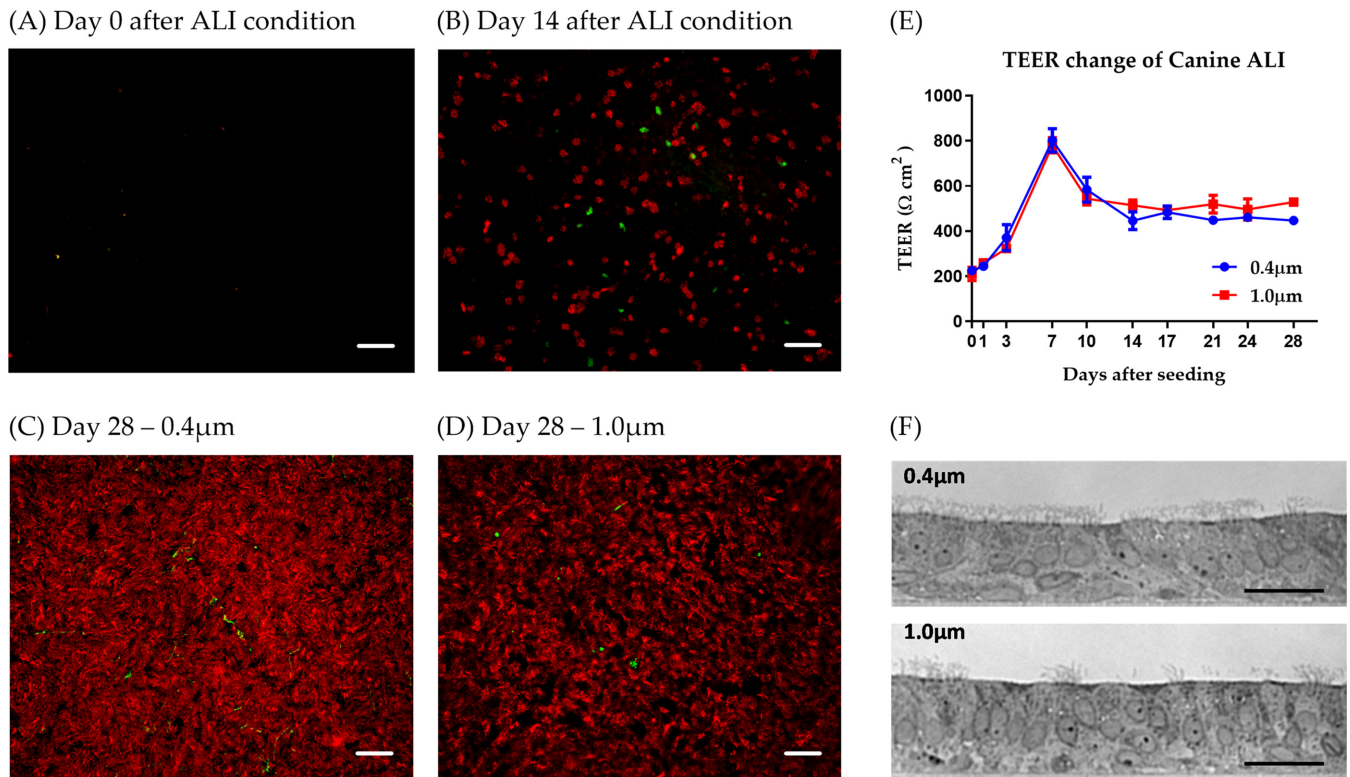 (A) Day 0 after ALI condition
(B) Day 14 after ALI condition
(E)
TEER change of Canine ALI
1000
800
600
400
200
0
TEER (Ω cm²)
0.4μm
1.0μm
0 1 3 7 10 14 17 21 24 28
Days after seeding
(C) Day 28 – 0.4μm
(D) Day 28 – 1.0μm
(F)
0.4μm
1.0μm